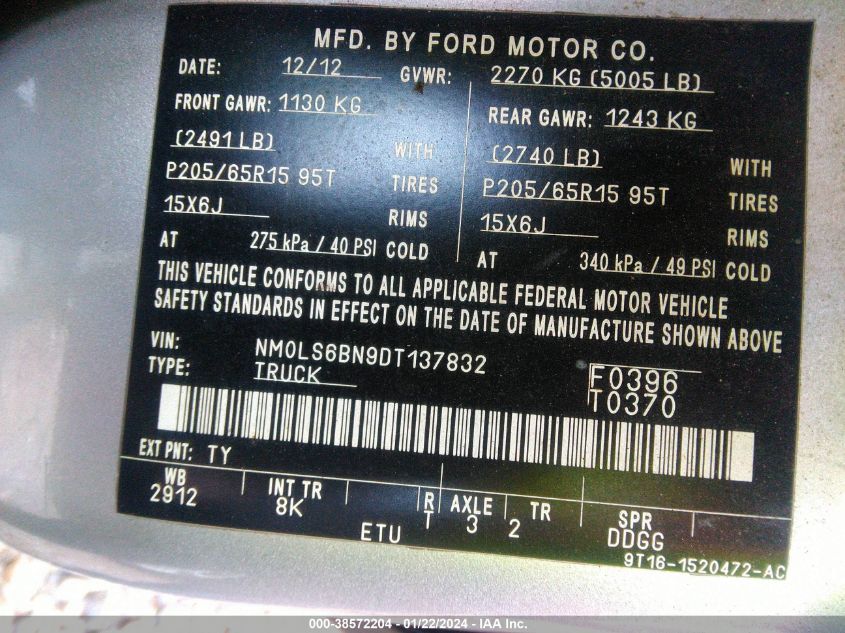 MFD. BY FORD MOTOR CO.
DATE: 12/12 GVWR: 2270 KG (5005 LB)
FRONT GAWR: 1130 KG REAR GAWR: 1243 KG
(2491 LB) WITH (2740 LB) WITH
P205/65R15 95T TIRES P205/65R15 95T TIRES
15X6J RIMS 15X6J RIMS
AT 275 kPa / 40 PSI COLD AT 340 kPa / 49 PSI COLD
THIS VEHICLE CONFORMS TO ALL APPLICABLE FEDERAL MOTOR VEHICLE
SAFETY STANDARDS IN EFFECT ON THE DATE OF MANUFACTURE SHOWN ABOVE
VIN: NM0LS6BN9DT137832
TYPE: TRUCK
F0396
T0370
EXT PNT: TY
WB INT TR R AXLE TR SPR
2912 8K T 3 2 DDGG
ETU
9T16-1520472-AC
000-38572204 - 01/22/2024 - IAA Inc.